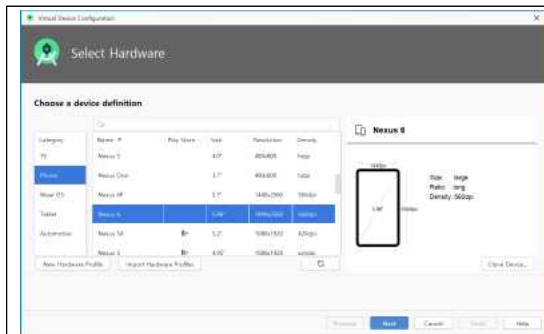 Virtual Device Configuration
Select Hardware
Choose a device definition
Category Name Play Store Size Resolution Density
TV Nexus S 4.0" 480x800 hdpi
Phone Nexus One 3.7" 480x800 hdpi
Wear OS Nexus 6P 5.7" 1440x2560 560dpi
Tablet Nexus 6 5.96" 1440x2560 560dpi
Automotive Nexus 5X 5.2" 1080x1920 420dpi
Nexus 5 4.95" 1080x1920 xxhdpi
New Hardware Profile Import Hardware Profiles
Nexus 6
1440px
5.96" 2560px
Size: large
Ratio: long
Density: 560dpi
Clone Device...
Previous Next Cancel Finish Help